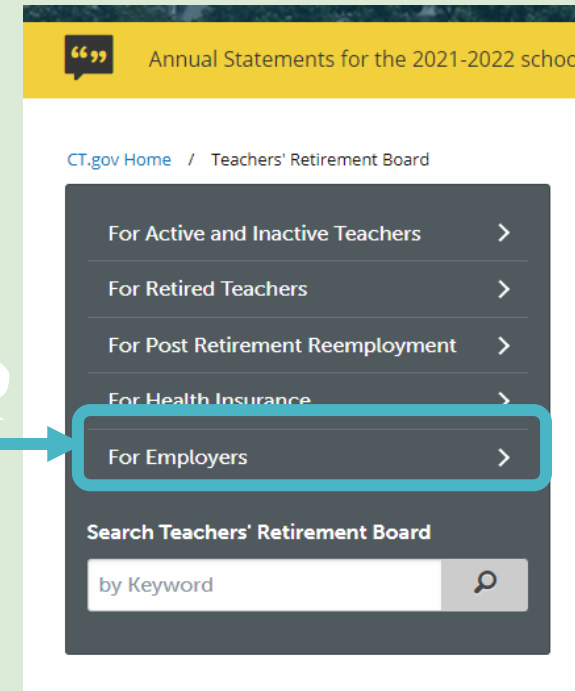 Annual Statements for the 2021-2022
CT.gov Home / Teachers' Retirement Board
For Active and Inactive Teachers
For Retired Teachers
For Post Retirement Reemployment
For Health Insurance
For Employers
Search Teachers' Retirement Board
by Keyword